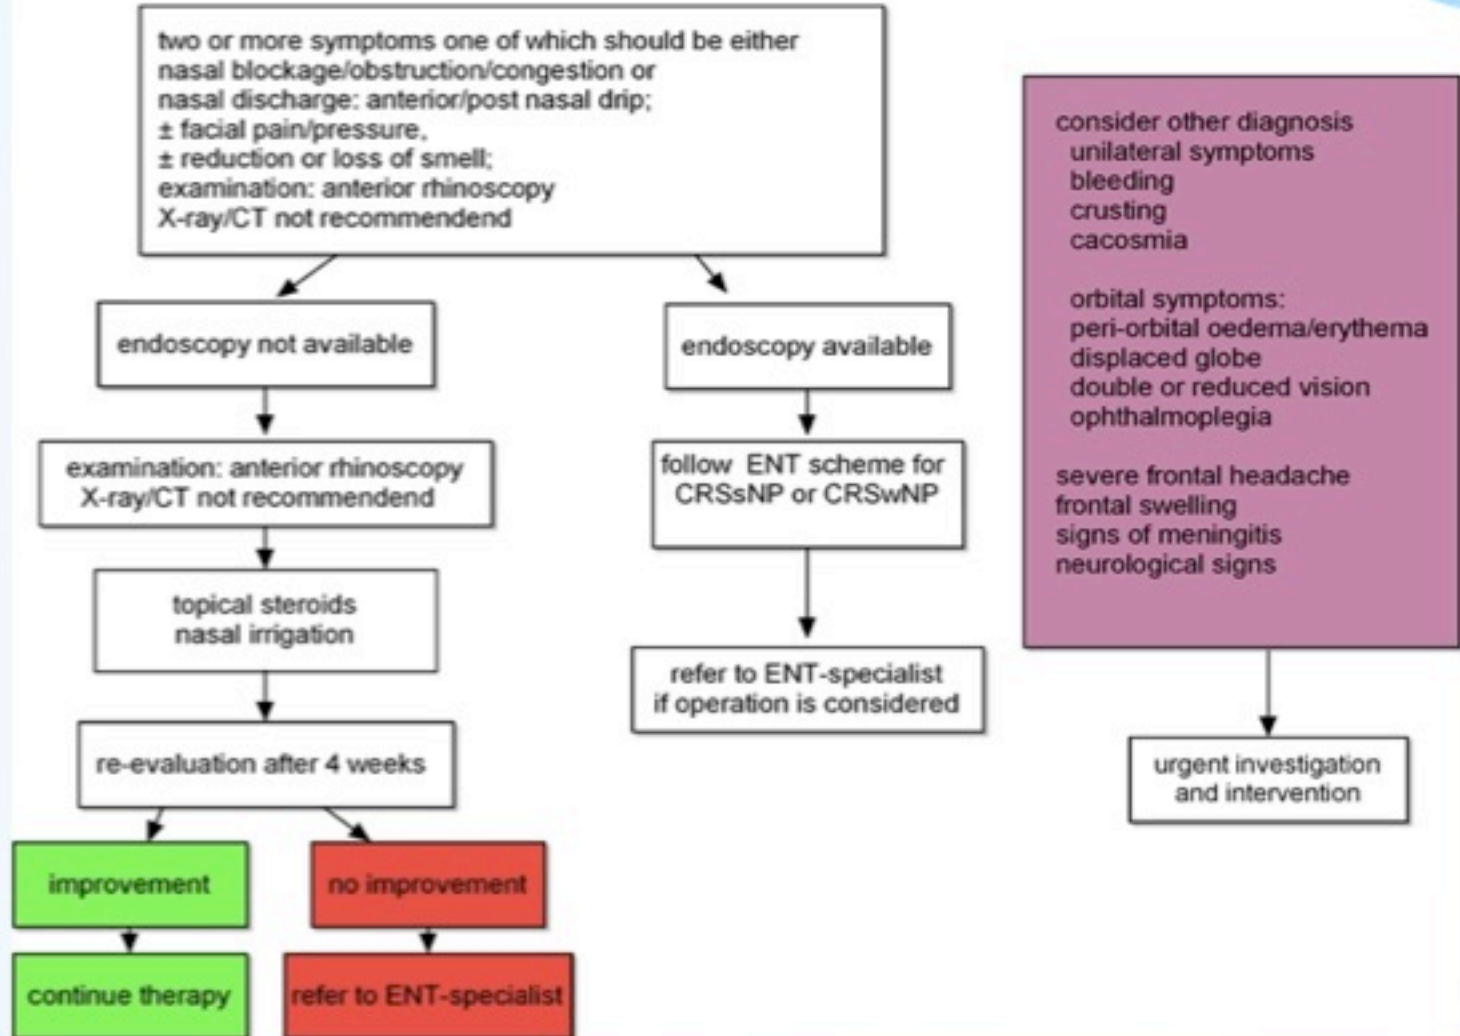 two or more symptoms one of which should be either
nasal blockage/obstruction/congestion or
nasal discharge: anterior/post nasal drip;
± facial pain/pressure,
± reduction or loss of smell;
examination: anterior rhinoscopy
X-ray/CT not recommendend
endoscopy not available
examination: anterior rhinoscopy
X-ray/CT not recommendend
topical steroids
nasal irrigation
re-evaluation after 4 weeks
improvement
continue therapy
no improvement
refer to ENT-specialist
endoscopy available
follow ENT scheme for
CRSsNP or CRSwNP
refer to ENT-specialist
if operation is considered
consider other diagnosis
unilateral symptoms
bleeding
crusting
cacosmia
orbital symptoms:
peri-orbital oedema/erythema
displaced globe
double or reduced vision
ophthalmoplegia
severe frontal headache
frontal swelling
signs of meningitis
neurological signs
urgent investigation
and intervention